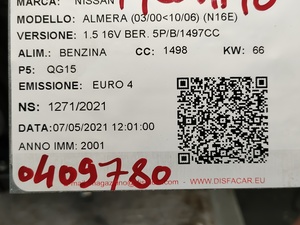 MARCA: NISSAN
MODELLO: ALMERA (03/00<10/06) (N16E)
VERSIONE: 1.5 16V BER. 5P/B/1497CC
ALIM.: BENZINA CC: 1498 KW: 66
P5: QG15
EMISSIONE: EURO 4
NS: 1271/2021
DATA:07/05/2021 12:01:00
ANNO IMM: 2001
0409780
WWW.DISFACAR.EU